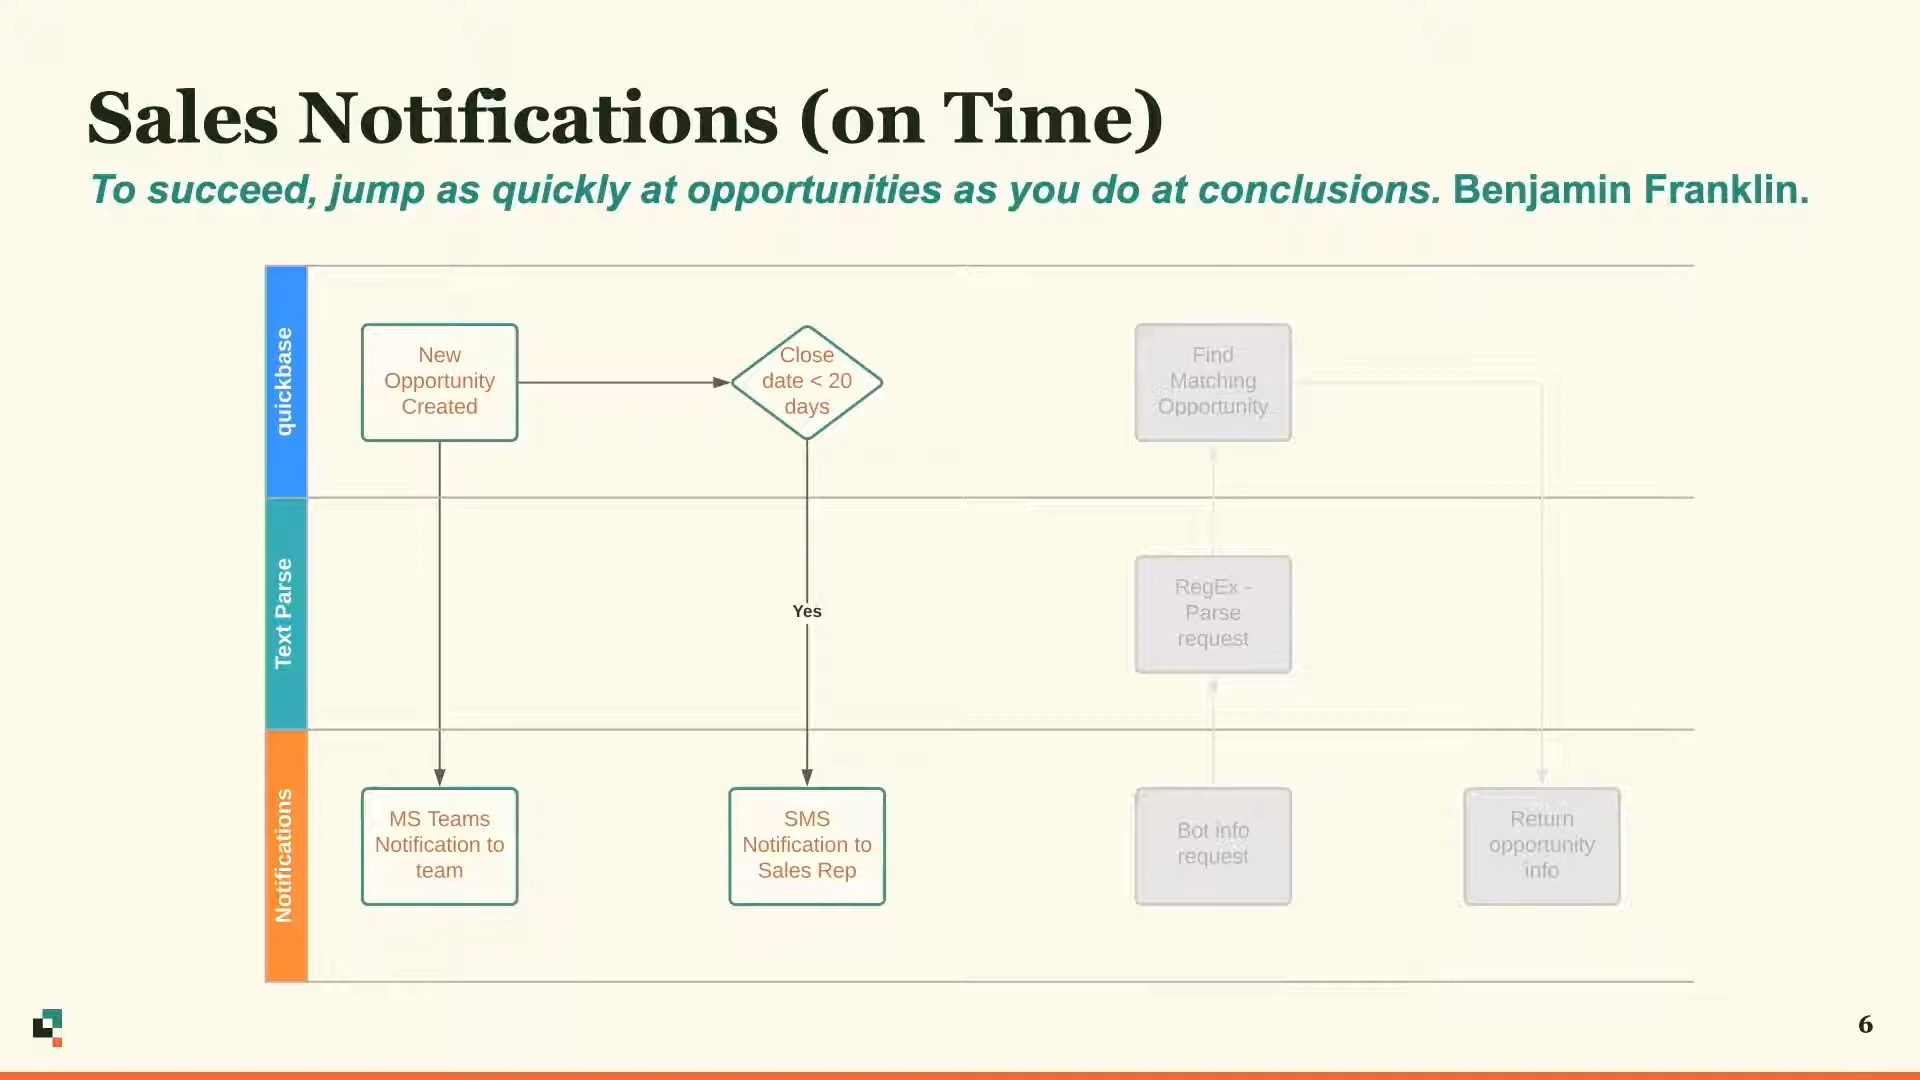 Sales Notifications (on Time)
To succeed, jump as quickly at opportunities as you do at conclusions. Benjamin Franklin.
quickbase
New
Opportunity
Created
Close
date < 20
days
Find
Matching
Opportunity
Text Parse
Yes
RegEx -
Parse
request
Notifications
MS Teams
Notification to
team
SMS
Notification to
Sales Rep
Bot info
request
Return
opportunity
info
6